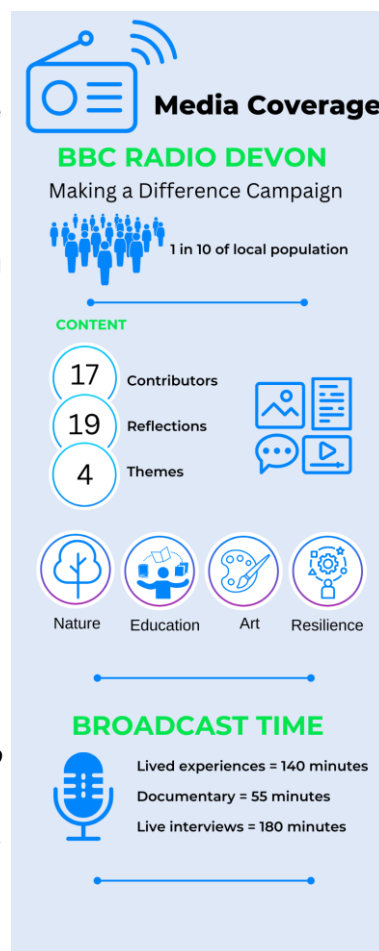 Media Coverage
BBC RADIO DEVON
Making a Difference Campaign
1 in 10 of local population
CONTENT
17 Contributors
19 Reflections
4 Themes
Nature Education Art Resilience
BROADCAST TIME
Lived experiences = 140 minutes
Documentary = 55 minutes
Live interviews = 180 minutes